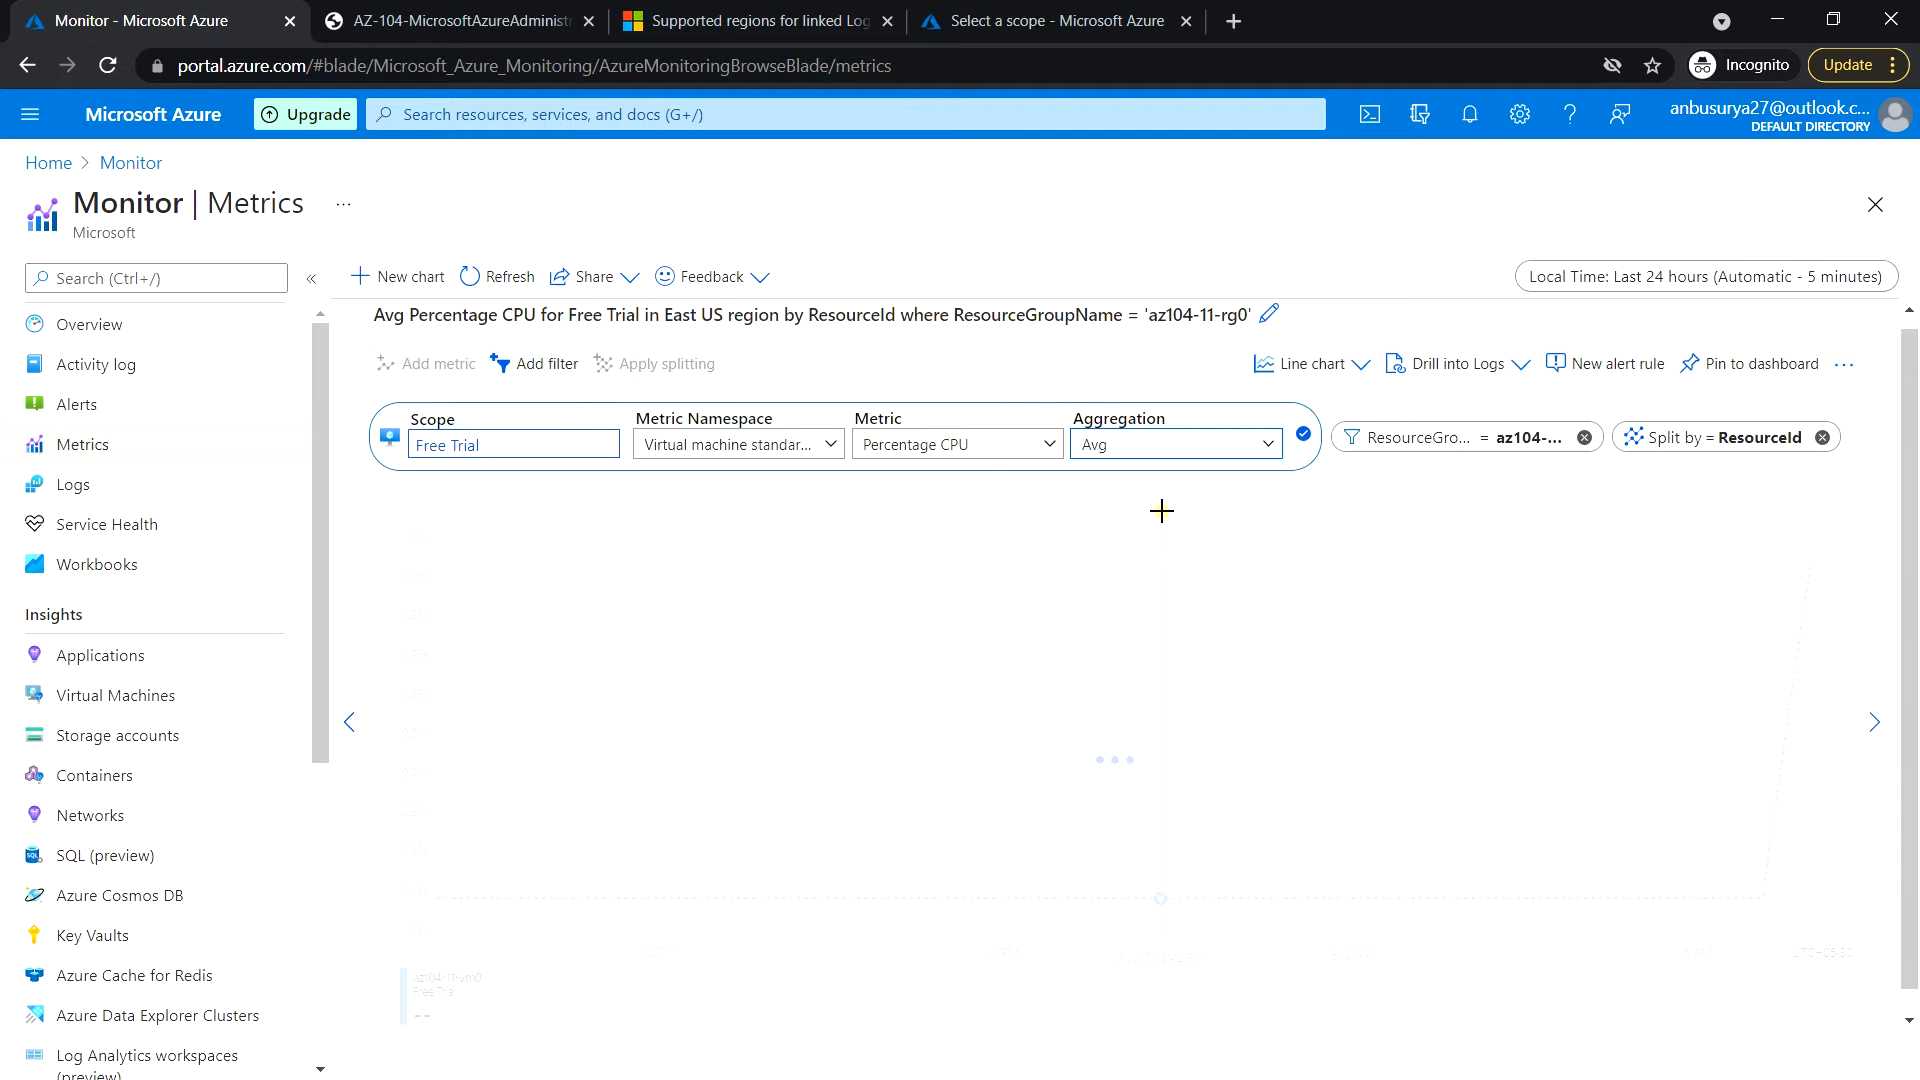 Monitor - Microsoft Azure
AZ-104-MicrosoftAzureAdminist
Supported regions for linked Log
Select a scope - Microsoft Azure
portal.azure.com/#blade/Microsoft_Azure_Monitoring/AzureMonitoringBrowseBlade/metrics
Incognito
Update
Microsoft Azure
Upgrade
Search resources, services, and docs (G+/)
anbusurya27@outlook.c...
DEFAULT DIRECTORY
Home > Monitor
Monitor | Metrics ...
Microsoft
Search (Ctrl+/)
«
New chart
Refresh
Share
Feedback
Local Time: Last 24 hours (Automatic - 5 minutes)
Avg Percentage CPU for Free Trial in East US region by ResourceId where ResourceGroupName = 'az104-11-rg0'
Add metric
Add filter
Apply splitting
Line chart
Drill into Logs
New alert rule
Pin to dashboard
...
Scope
Free Trial
Metric Namespace
Virtual machine standar...
Metric
Percentage CPU
Aggregation
Avg
ResourceGro... = az104-...
Split by = ResourceId
Overview
Activity log
Alerts
Metrics
Logs
Service Health
Workbooks
Insights
Applications
Virtual Machines
Storage accounts
Containers
Networks
SQL (preview)
Azure Cosmos DB
Key Vaults
Azure Cache for Redis
Azure Data Explorer Clusters
Log Analytics workspaces
(preview)
az104-11-vm0
Free Trial
--